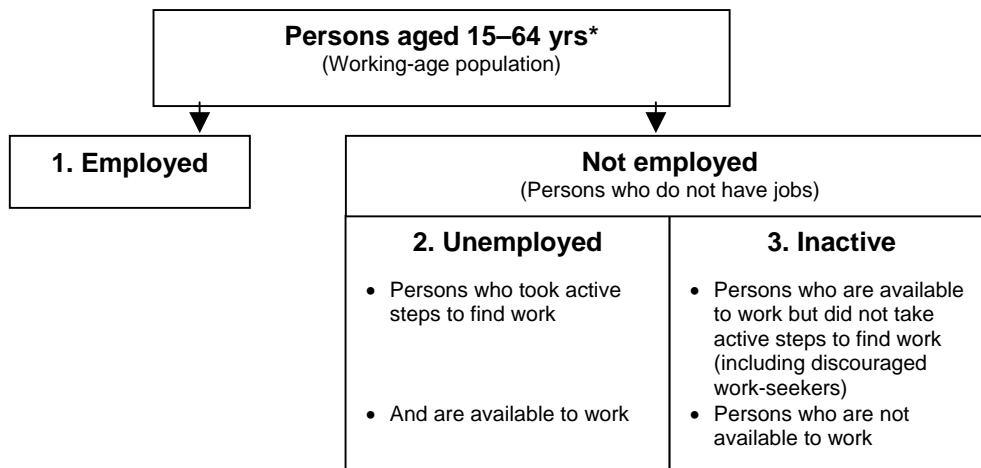 Persons aged 15–64 yrs*
(Working-age population)
1. Employed
Not employed
(Persons who do not have jobs)
2. Unemployed
• Persons who took active
steps to find work
• And are available to work
3. Inactive
• Persons who are available
to work but did not take
active steps to find work
(including discouraged
work-seekers)
• Persons who are not
available to work